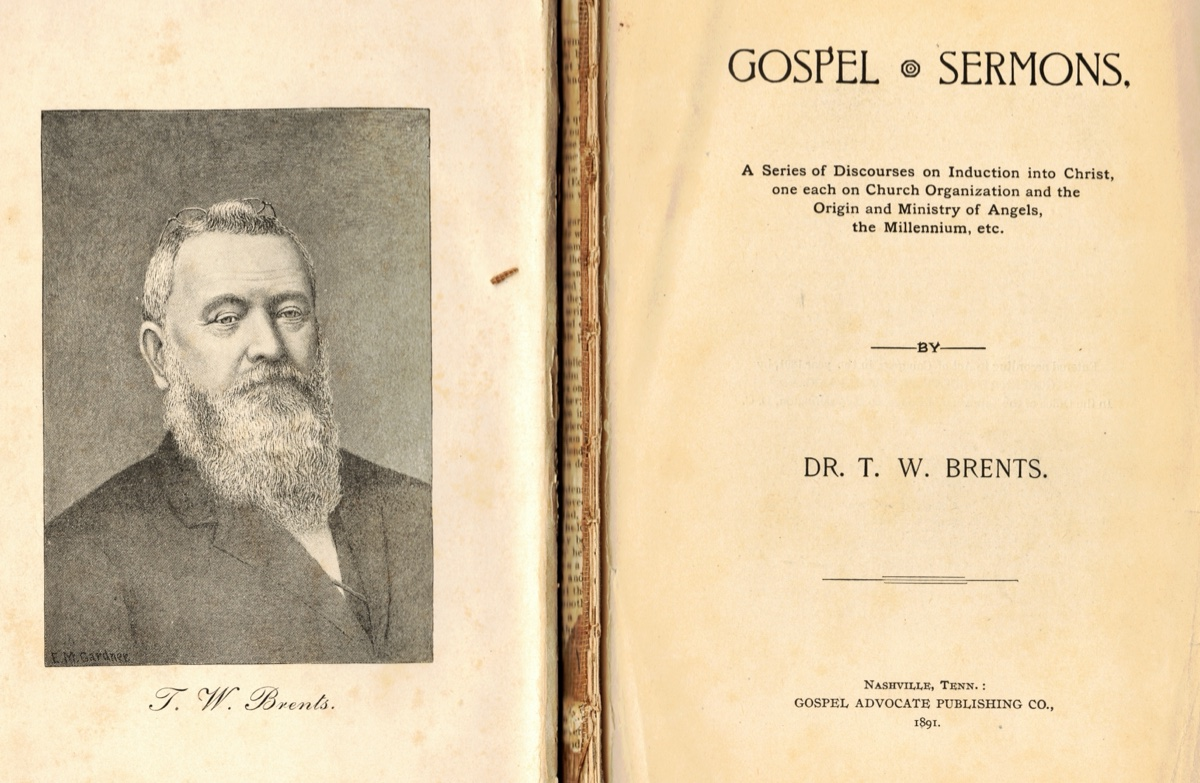 E. M. Gardner.
T. W. Brents.
GOSPEL SERMONS.
A Series of Discourses on Induction into Christ,
one each on Church Organization and the
Origin and Ministry of Angels,
the Millennium, etc.
BY
DR. T. W. BRENTS.
NASHVILLE, TENN. :
GOSPEL ADVOCATE PUBLISHING CO.,
1891.